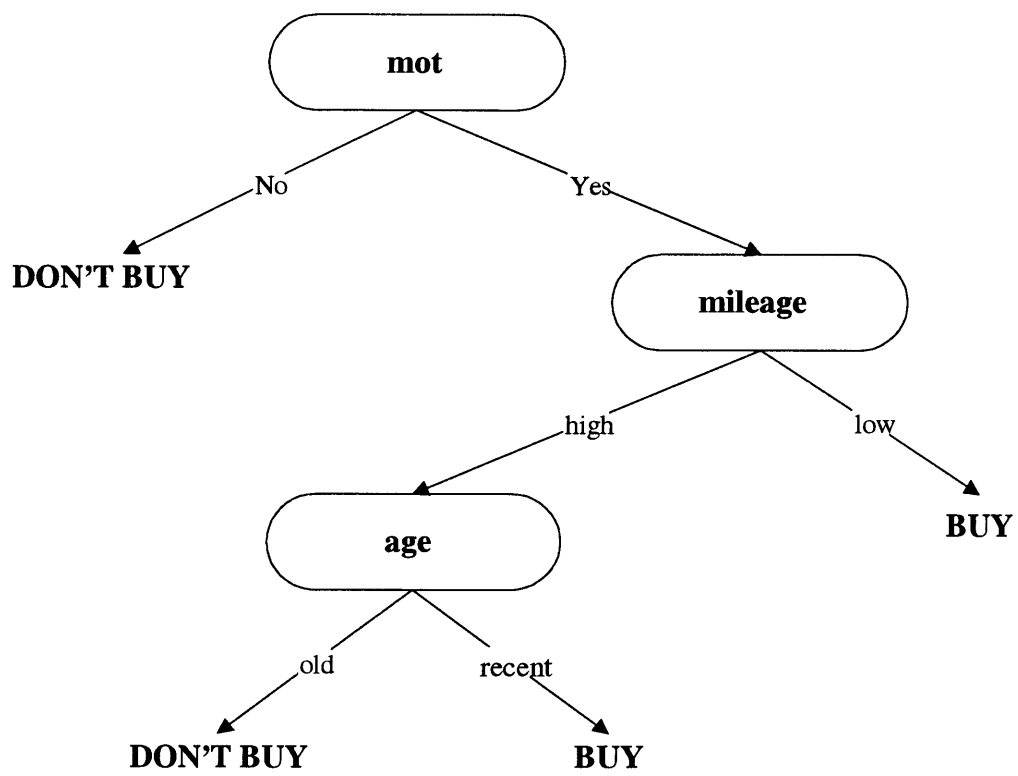 mot
No
Yes
DON'T BUY
mileage
high
low
age
BUY
old
recent
DON'T BUY
BUY